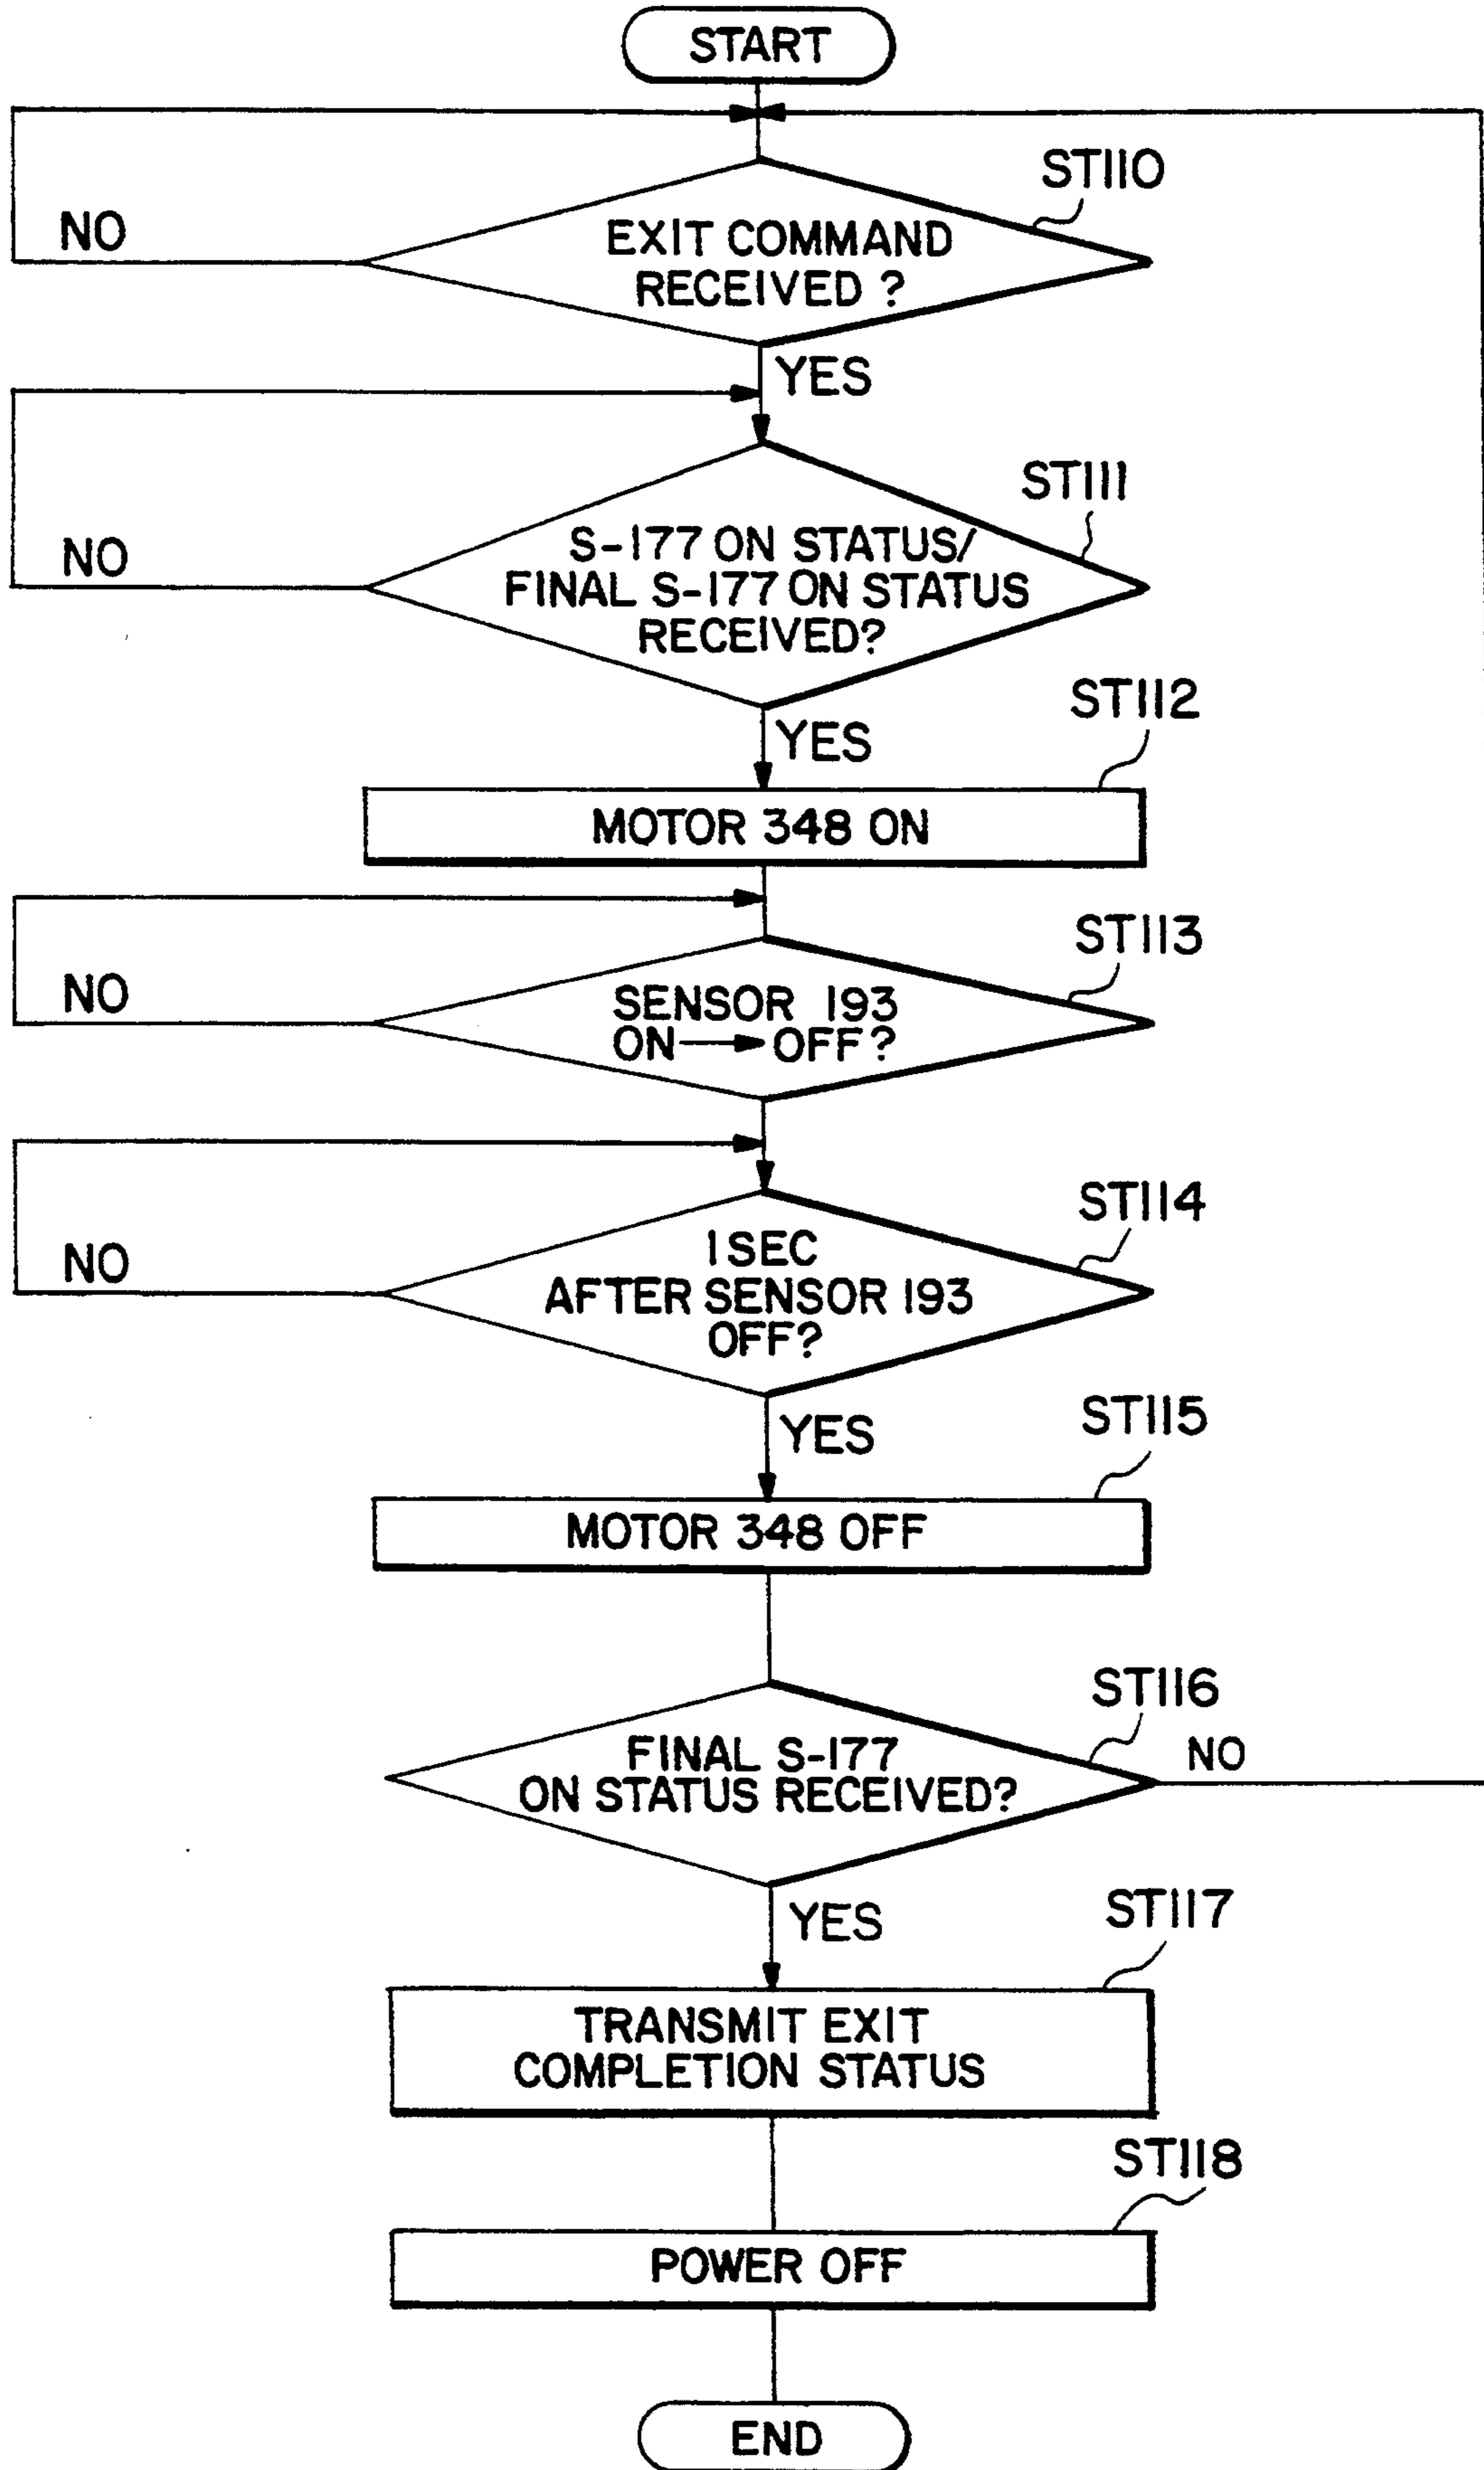 START
ST110
NO
EXIT COMMAND
RECEIVED ?
YES
ST111
NO
S-177 ON STATUS/
FINAL S-177 ON STATUS
RECEIVED?
ST112
YES
MOTOR 348 ON
ST113
NO
SENSOR 193
ON → OFF?
ST114
NO
1 SEC
AFTER SENSOR 193
OFF?
ST115
YES
MOTOR 348 OFF
ST116
NO
FINAL S-177
ON STATUS RECEIVED?
ST117
YES
TRANSMIT EXIT
COMPLETION STATUS
ST118
POWER OFF
END